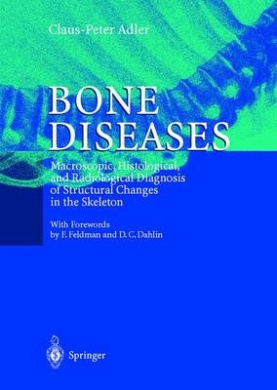 Claus-Peter Adler
BONE
DISEASES
Macroscopic, Histological,
and Radiological Diagnosis
of Structural Changes
in the Skeleton
With Forewords
by F. Feldman and D. C. Dahlin
Springer